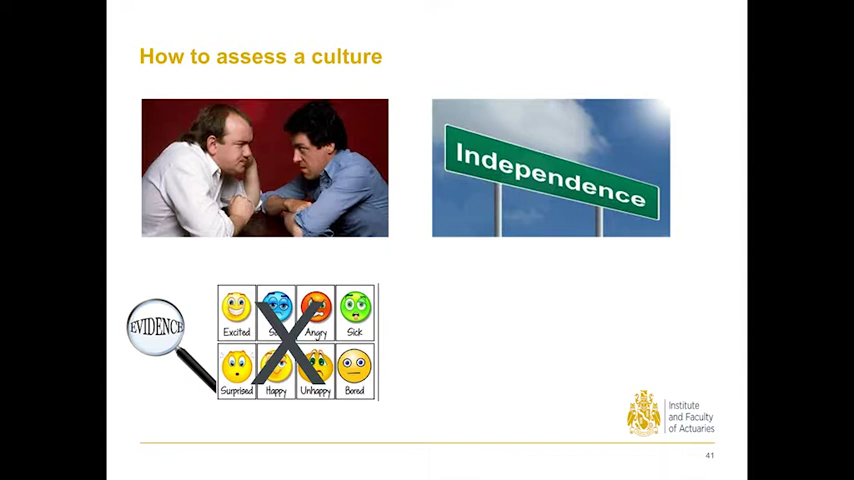 How to assess a culture
Independence
EVIDENCE
Excited
Angry
Sick
Surprised
Happy
Unhappy
Bored
Institute
and Faculty
of Actuaries
41